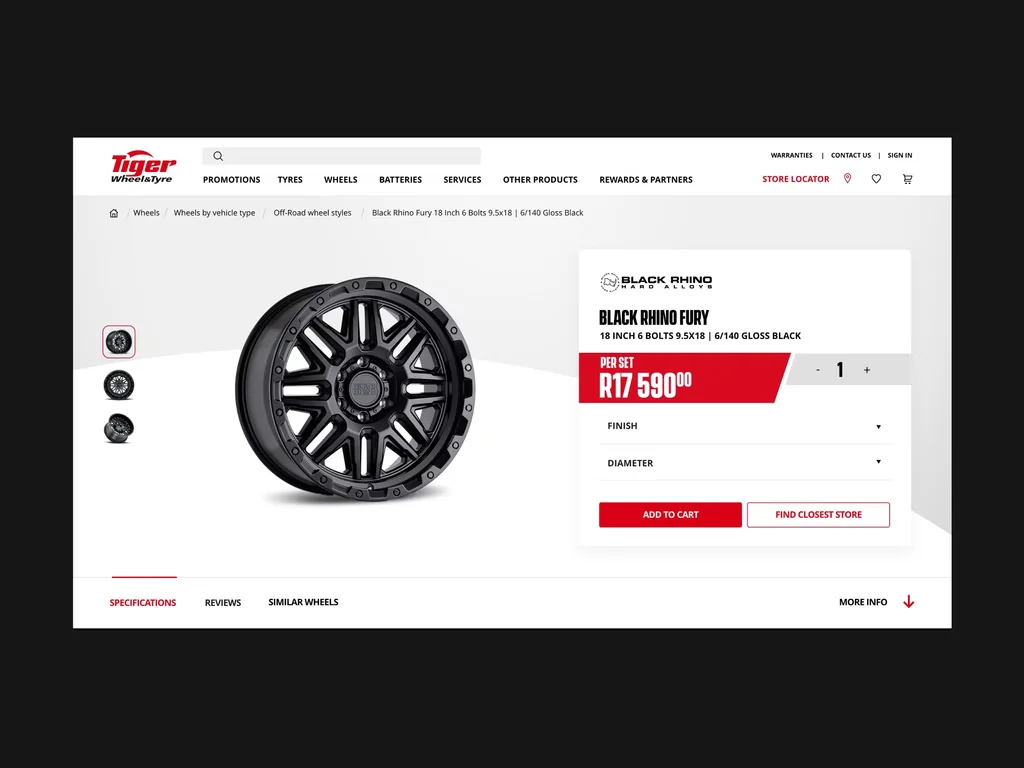 Tiger
Wheel&Tyre
WARRANTIES | CONTACT US | SIGN IN
PROMOTIONS TYRES WHEELS BATTERIES SERVICES OTHER PRODUCTS REWARDS & PARTNERS
STORE LOCATOR
/ Wheels / Wheels by vehicle type / Off-Road wheel styles / Black Rhino Fury 18 Inch 6 Bolts 9.5x18 | 6/140 Gloss Black
BLACK RHINO
HARD ALLOYS
BLACK RHINO FURY
18 INCH 6 BOLTS 9.5X18 | 6/140 GLOSS BLACK
PER SET
R17 59000
- 1 +
FINISH
DIAMETER
ADD TO CART FIND CLOSEST STORE
SPECIFICATIONS REVIEWS SIMILAR WHEELS MORE INFO